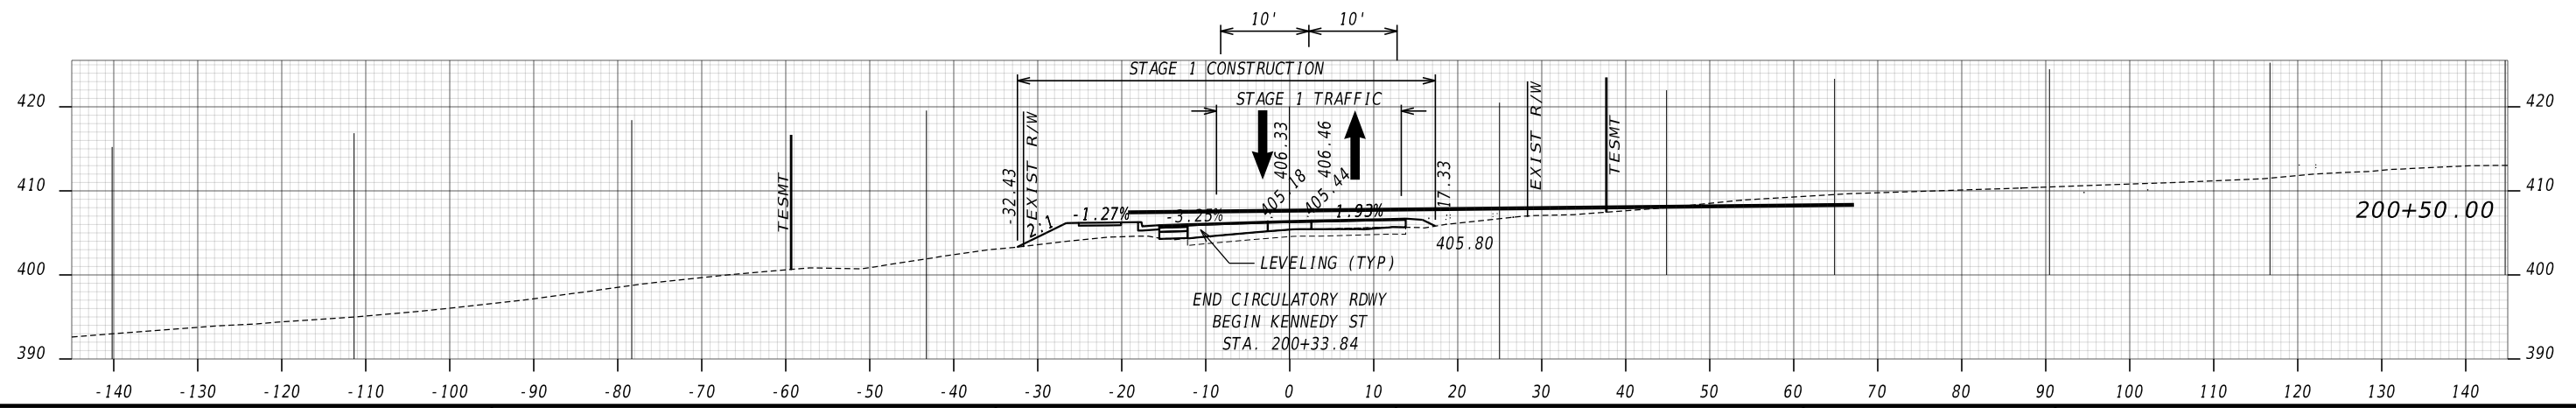 10' 10'
STAGE 1 CONSTRUCTION
STAGE 1 TRAFFIC
420 420
410 410
400 400
390 390
TESMT
-32.43
EXIST R/W
2:1
-1.27%
-3.25%
405.18
406.33
405.44
406.46
1.93%
17.33
405.80
EXIST R/W
TESMT
200+50.00
LEVELING (TYP)
END CIRCULATORY RDWY
BEGIN KENNEDY ST
STA. 200+33.84
-140 -130 -120 -110 -100 -90 -80 -70 -60 -50 -40 -30 -20 -10 0 10 20 30 40 50 60 70 80 90 100 110 120 130 140